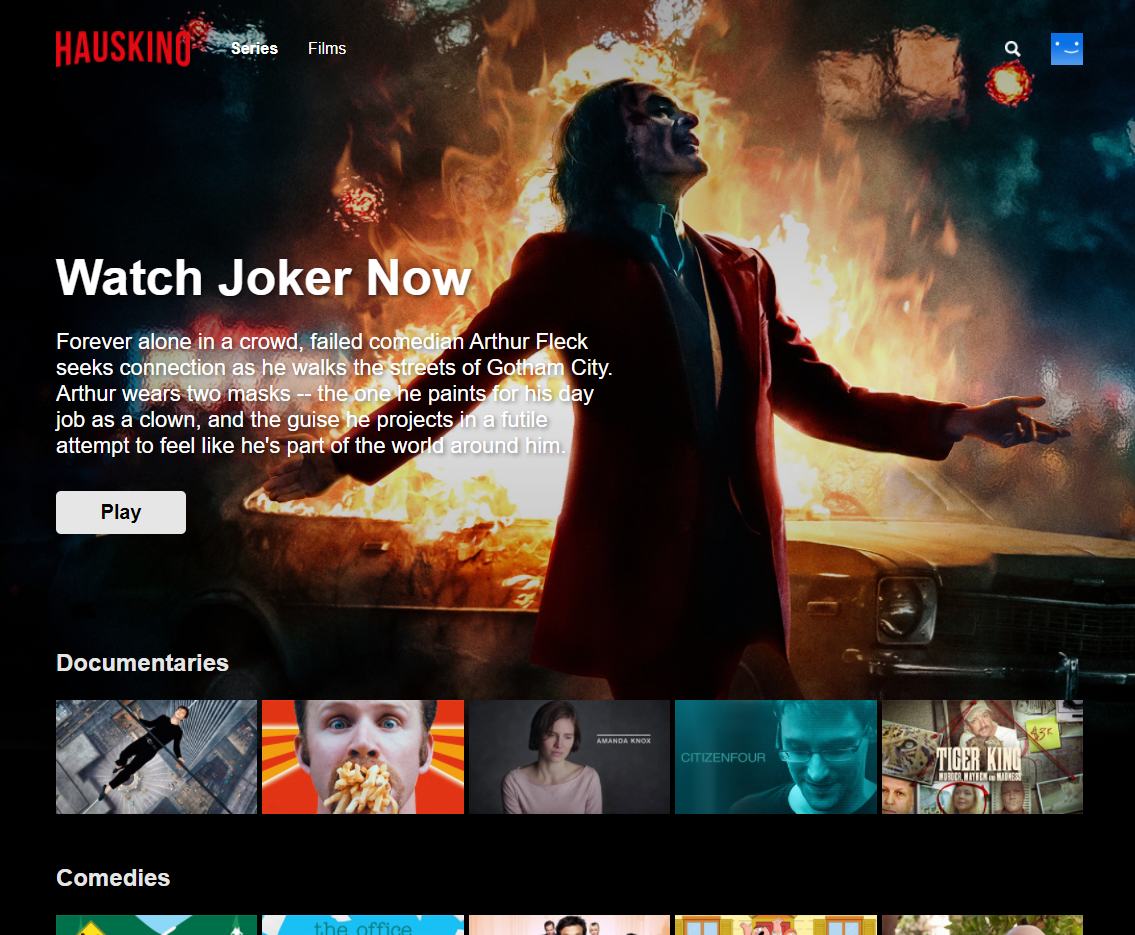 HAUSKINO
Series
Films
Watch Joker Now
Forever alone in a crowd, failed comedian Arthur Fleck
seeks connection as he walks the streets of Gotham City.
Arthur wears two masks -- the one he paints for his day
job as a clown, and the guise he projects in a futile
attempt to feel like he's part of the world around him.
Play
Documentaries
AMANDA KNOX
CITIZENFOUR
TIGER KING
MURDER, MAYHEM AND MADNESS
Comedies
the office